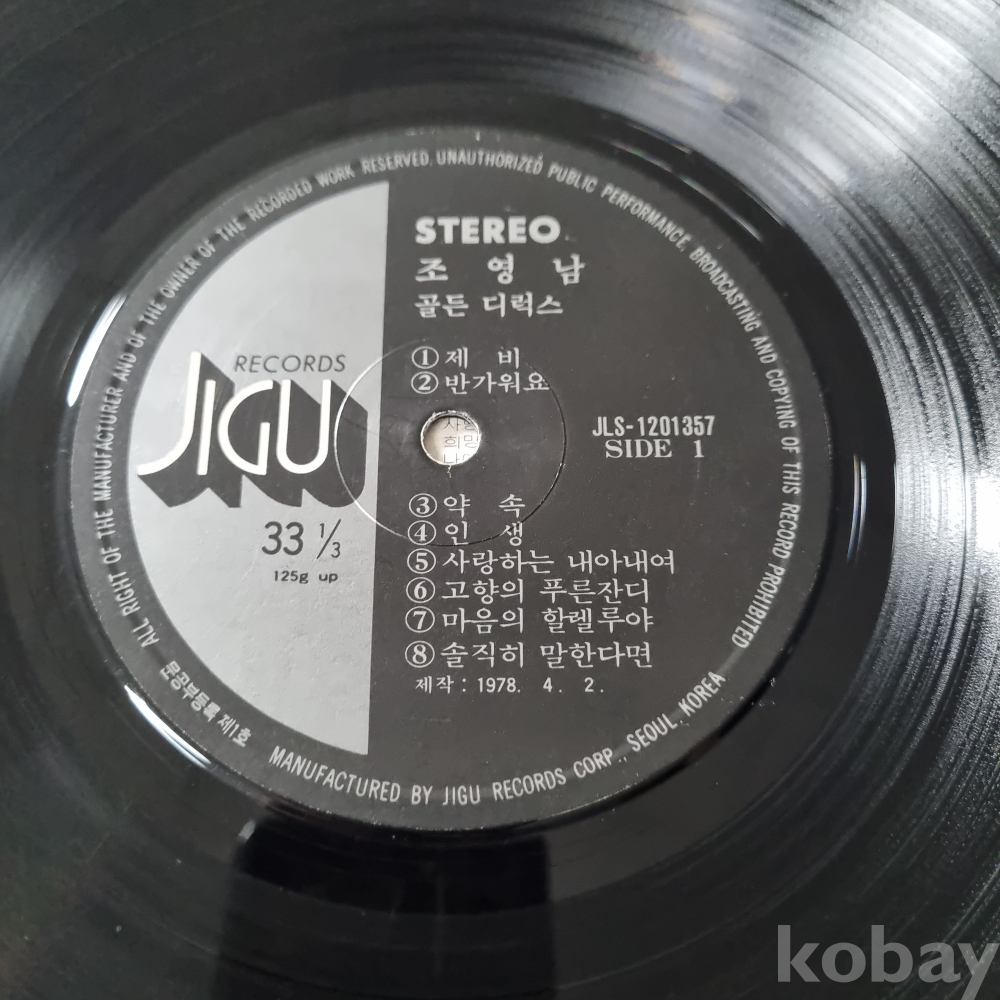 STEREO
조 영 남
골든 디럭스
① 제 비
② 반가워요
JLS-1201357
SIDE 1
③ 약 속
④ 인 생
⑤ 사랑하는 내아내여
⑥ 고향의 푸른잔디
⑦ 마음의 할렐루야
⑧ 솔직히 말한다면
제작 : 1978. 4. 2.
RECORDS
JIGU
33 1/3
125g up
ALL RIGHT OF THE MANUFACTURER AND OF THE OWNER OF THE RECORDED WORK RESERVED. UNAUTHORIZED PUBLIC PERFORMANCE, BROADCASTING AND COPYING OF THIS RECORD PROHIBITED
문공부등록 제1호
MANUFACTURED BY JIGU RECORDS CORP., SEOUL, KOREA
kobay